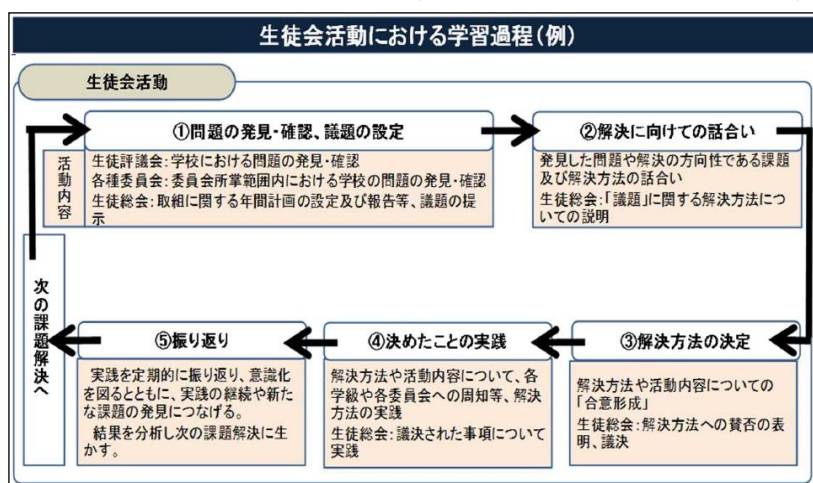 生徒会活動における学習過程(例)
生徒会活動
①問題の発見・確認、議題の設定
活動内容
生徒評議会:学校における問題の発見・確認
各種委員会:委員会所掌範囲内における学校の問題の発見・確認
生徒総会:取組に関する年間計画の設定及び報告等、議題の提
示
②解決に向けての話合い
発見した問題や解決の方向性である課題
及び解決方法の話合い
生徒総会:「議題」に関する解決方法につ
いての説明
③解決方法の決定
解決方法や活動内容についての
「合意形成」
生徒総会:解決方法への賛否の表
明、議決
④決めたことの実践
解決方法や活動内容について、各
学級や各委員会への周知等、解決
方法の実践
生徒総会:議決された事項について
実践
⑤振り返り
実践を定期的に振り返り、意識化
を図るとともに、実践の継続や新た
な課題の発見につなげる。
結果を分析し次の課題解決に生
かす。
次の課題解決へ